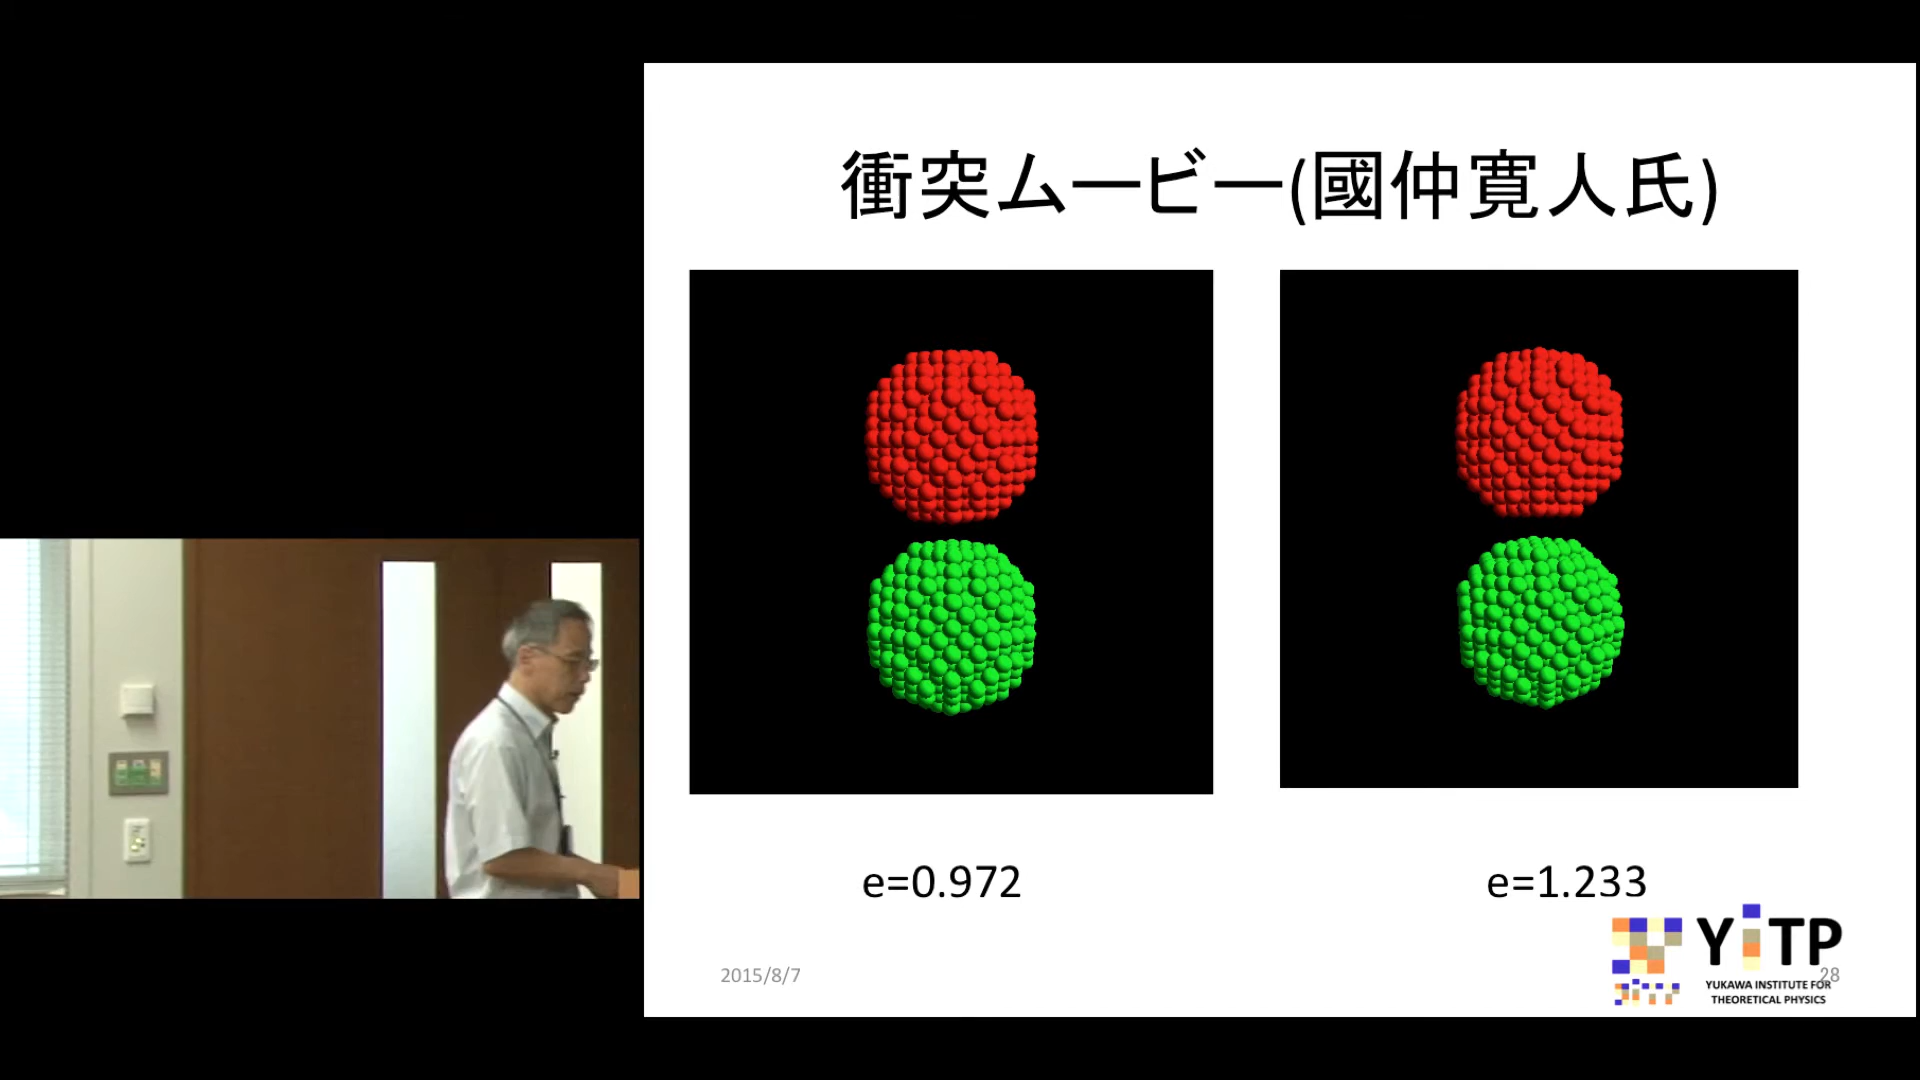 衝突ムービー(國仲寛人氏)
e=0.972
e=1.233
2015/8/7
YiTP
28
YUKAWA INSTITUTE FOR
THEORETICAL PHYSICS